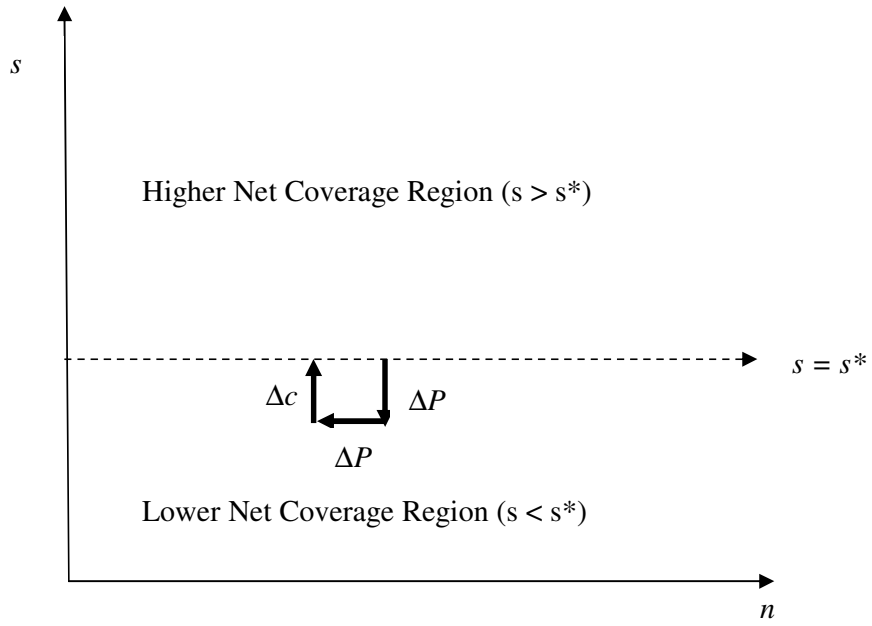 s
Higher Net Coverage Region (s > s*)
s = s*
Δc
ΔP
ΔP
Lower Net Coverage Region (s < s*)
n